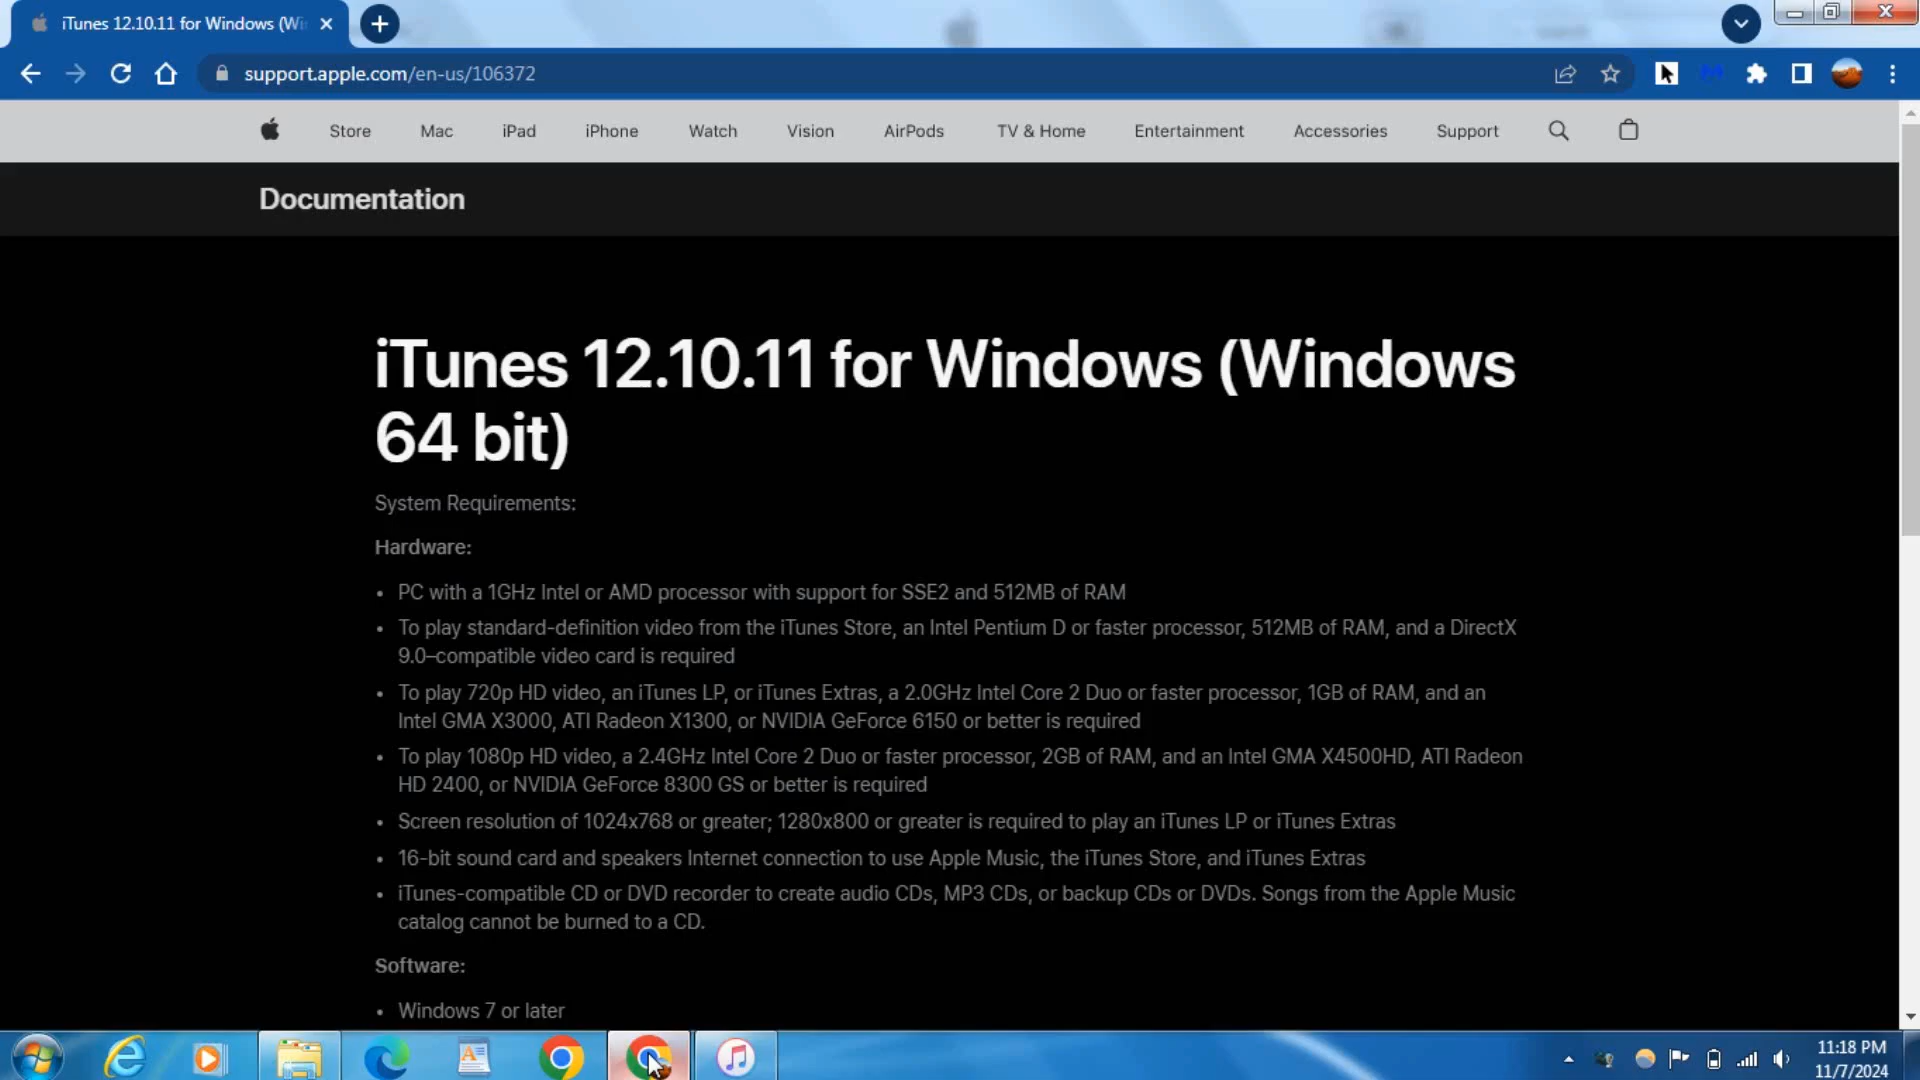 iTunes 12.10.11 for Windows (Wi
support.apple.com/en-us/106372
Store Mac iPad iPhone Watch Vision AirPods TV & Home Entertainment Accessories Support
Documentation
iTunes 12.10.11 for Windows (Windows
64 bit)
System Requirements:
Hardware:
• PC with a 1GHz Intel or AMD processor with support for SSE2 and 512MB of RAM
• To play standard-definition video from the iTunes Store, an Intel Pentium D or faster processor, 512MB of RAM, and a DirectX
9.0–compatible video card is required
• To play 720p HD video, an iTunes LP, or iTunes Extras, a 2.0GHz Intel Core 2 Duo or faster processor, 1GB of RAM, and an
Intel GMA X3000, ATI Radeon X1300, or NVIDIA GeForce 6150 or better is required
• To play 1080p HD video, a 2.4GHz Intel Core 2 Duo or faster processor, 2GB of RAM, and an Intel GMA X4500HD, ATI Radeon
HD 2400, or NVIDIA GeForce 8300 GS or better is required
• Screen resolution of 1024x768 or greater; 1280x800 or greater is required to play an iTunes LP or iTunes Extras
• 16-bit sound card and speakers Internet connection to use Apple Music, the iTunes Store, and iTunes Extras
• iTunes-compatible CD or DVD recorder to create audio CDs, MP3 CDs, or backup CDs or DVDs. Songs from the Apple Music
catalog cannot be burned to a CD.
Software:
• Windows 7 or later
11:18 PM
11/7/2024